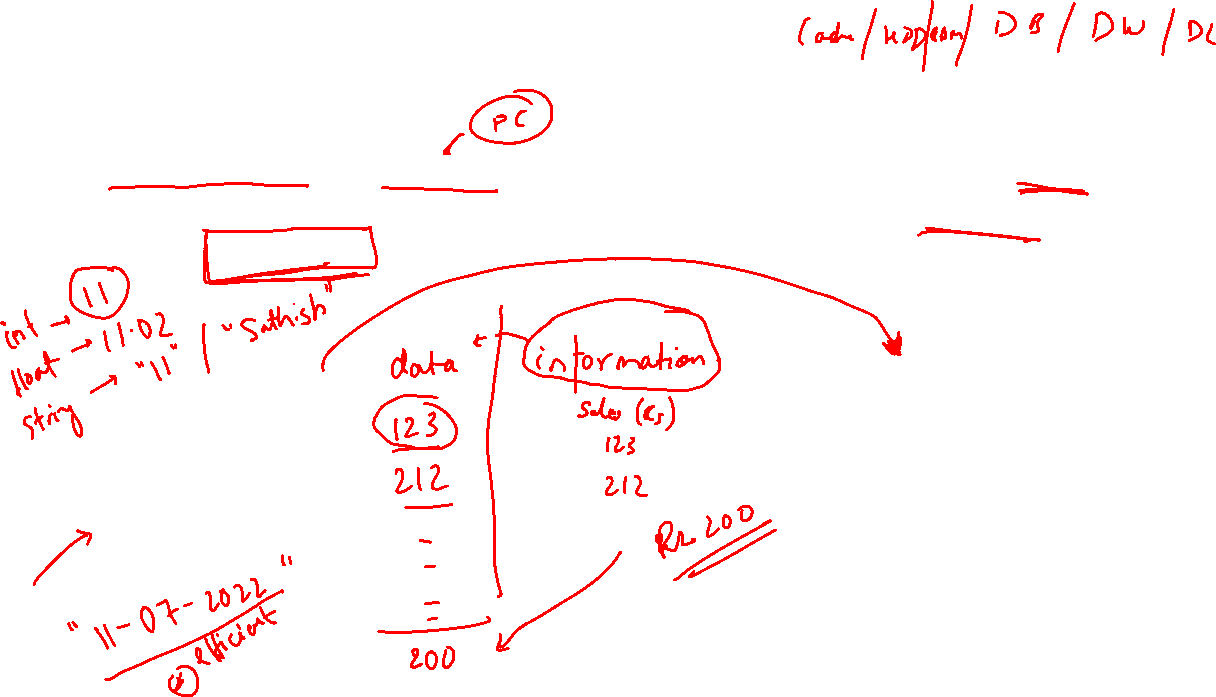 / DB / DW / DL
PC
int → 11
float → 11.02 | "Sathish"
string → "11"
data
information
123
Sales (Rs)
123
212
212
Rs. 200
"11-07-2022"
efficient
200